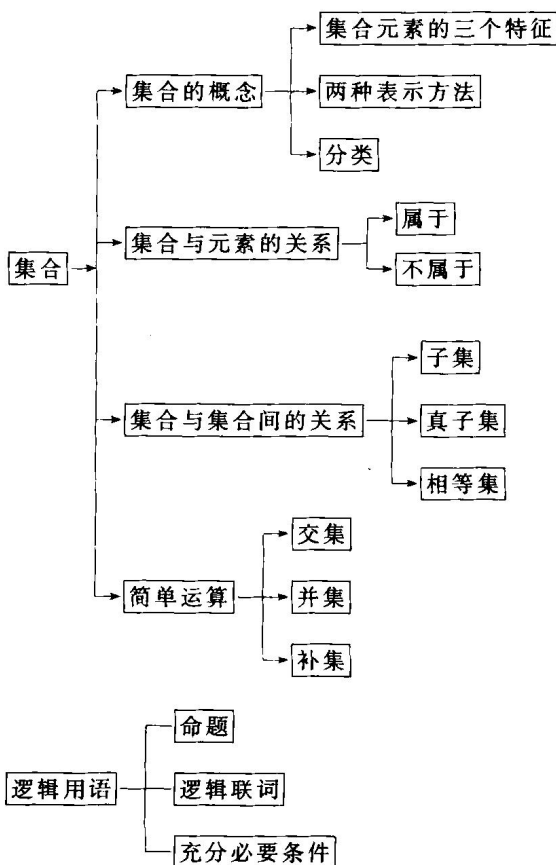 集合元素的三个特征
集合的概念
两种表示方法
分类
属于
集合与元素的关系
不属于
集合
子集
集合与集合间的关系
真子集
相等集
交集
简单运算
并集
补集
命题
逻辑用语
逻辑联词
充分必要条件